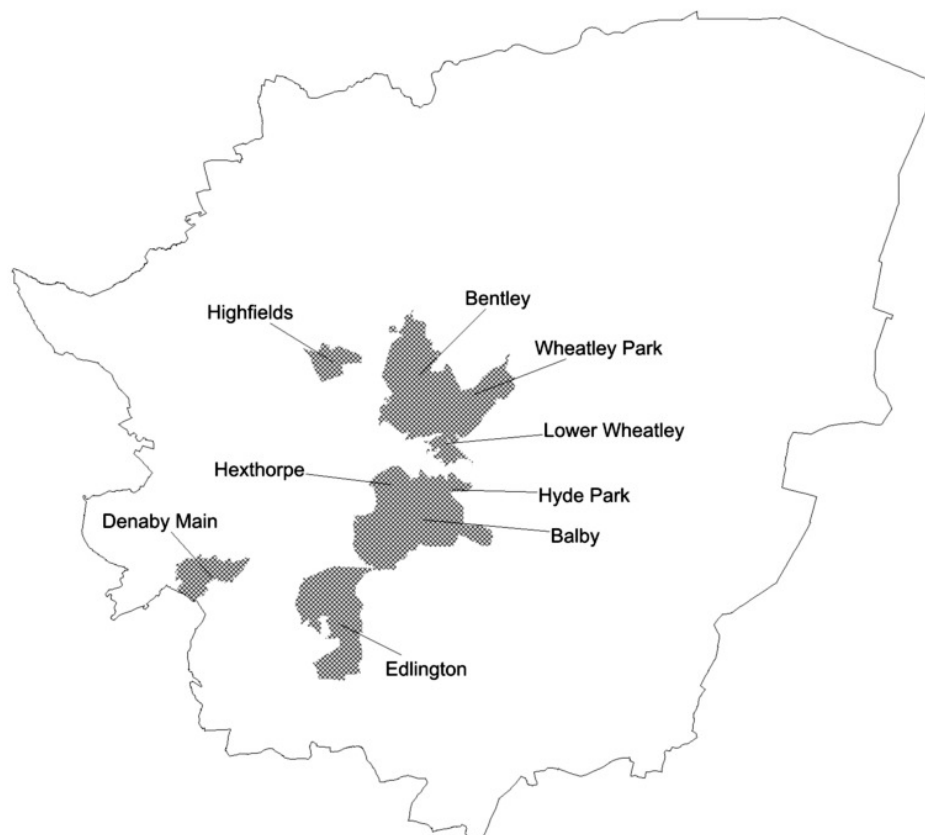 Bentley
Highfields
Wheatley Park
Lower Wheatley
Hexthorpe
Hyde Park
Denaby Main
Balby
Edlington